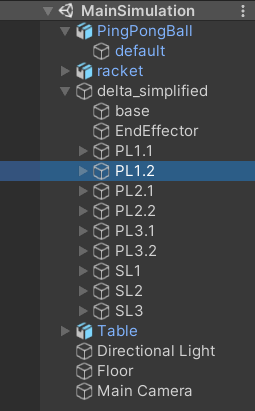 MainSimulation
PingPongBall
default
racket
delta_simplified
base
EndEffector
PL1.1
PL1.2
PL2.1
PL2.2
PL3.1
PL3.2
SL1
SL2
SL3
Table
Directional Light
Floor
Main Camera